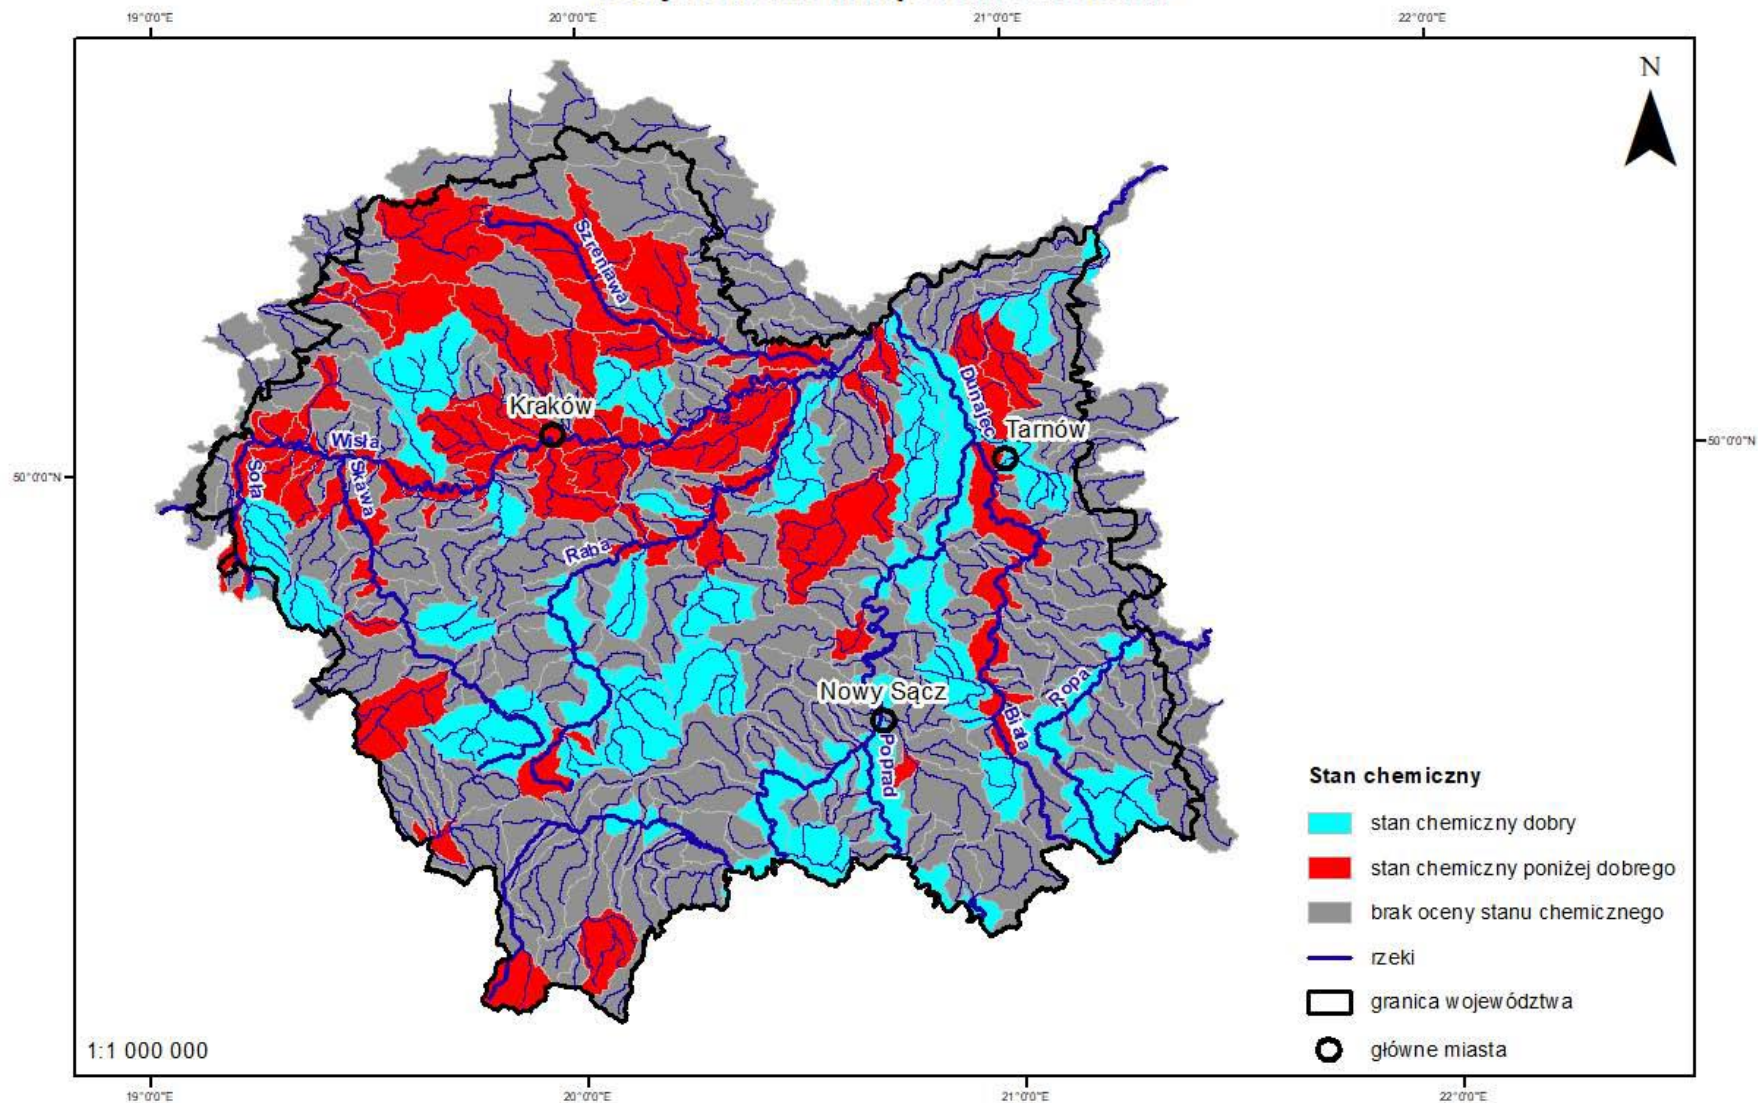 19°0'0"E
20°0'0"E
21°0'0"E
22°0'0"E
N
Szreniawa
Kraków
Dunajec
Tarnów
50°0'0"N
Wisła
50°0'0"N
Soła
Skawa
Raba
Nowy Sącz
Ropa
Biała
Poprad
Stan chemiczny
stan chemiczny dobry
stan chemiczny poniżej dobrego
brak oceny stanu chemicznego
rzeki
granica województwa
główne miasta
1:1 000 000
19°0'0"E
20°0'0"E
21°0'0"E
22°0'0"E